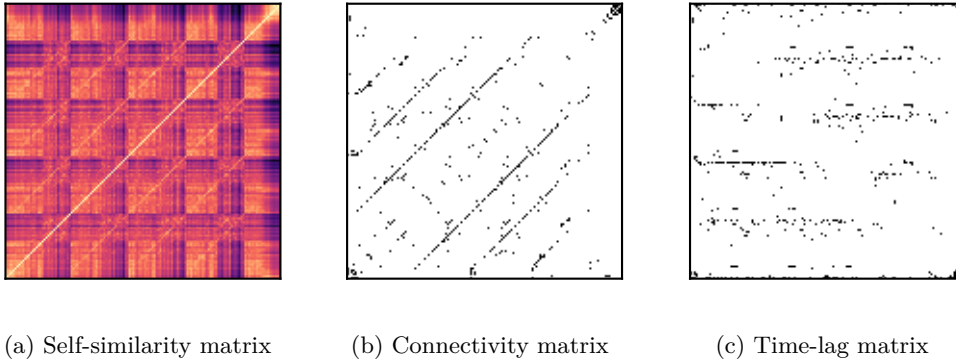 (a) Self-similarity matrix
(b) Connectivity matrix
(c) Time-lag matrix